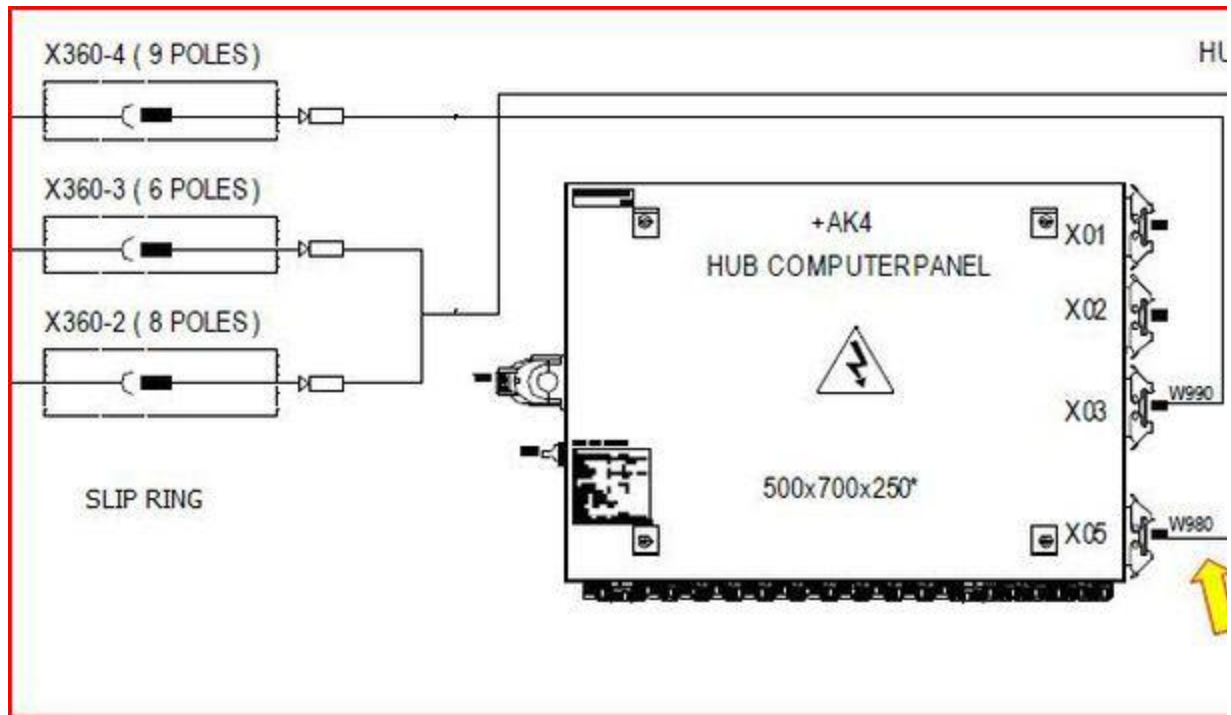 X360-4 ( 9 POLES )
HU
X360-3 ( 6 POLES )
X360-2 ( 8 POLES )
SLIP RING
+AK4
HUB COMPUTERPANEL
500x700x250*
X01
X02
X03
W990
X05
W980